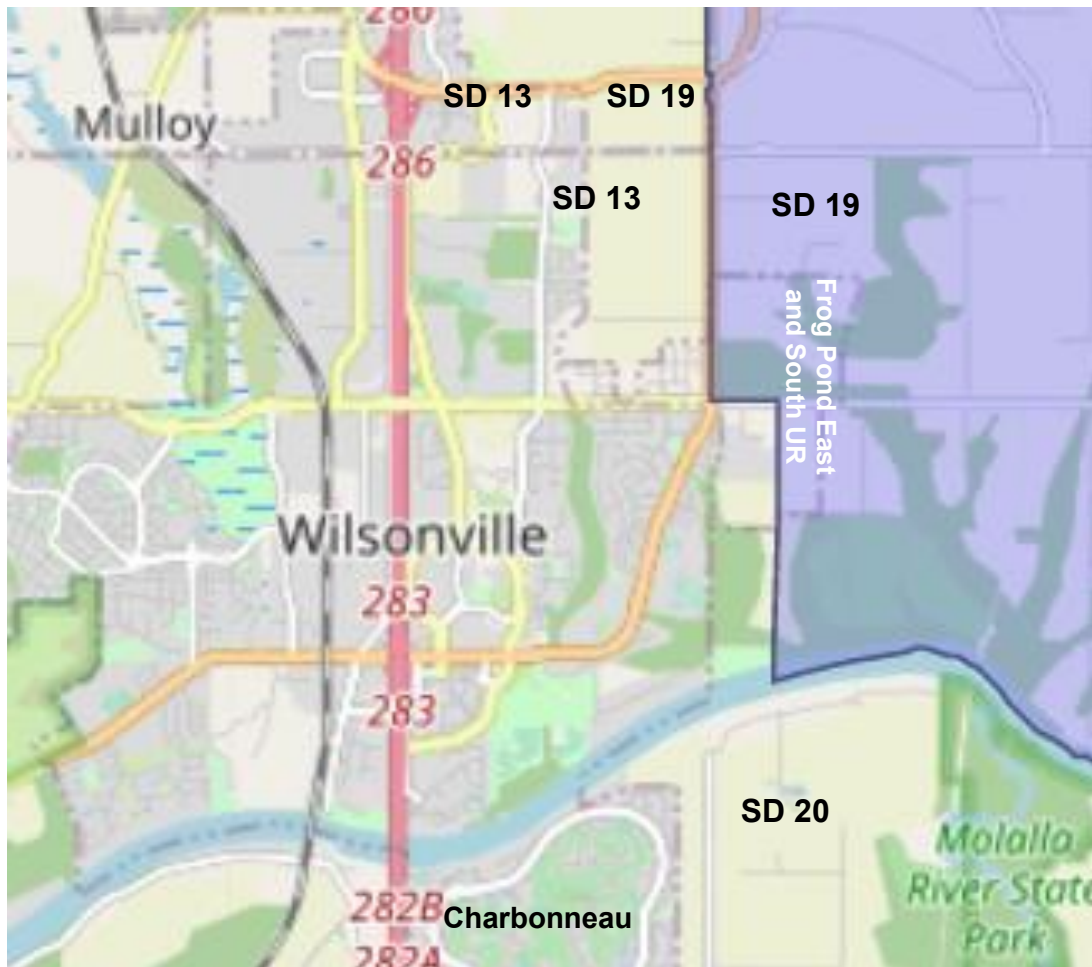 286
SD 13
SD 19
Mulloy
286
SD 13
SD 19
Frog Pond East
and South UR
Wilsonville
283
283
SD 20
Molalla
River State
Park
282B
Charbonneau
282A